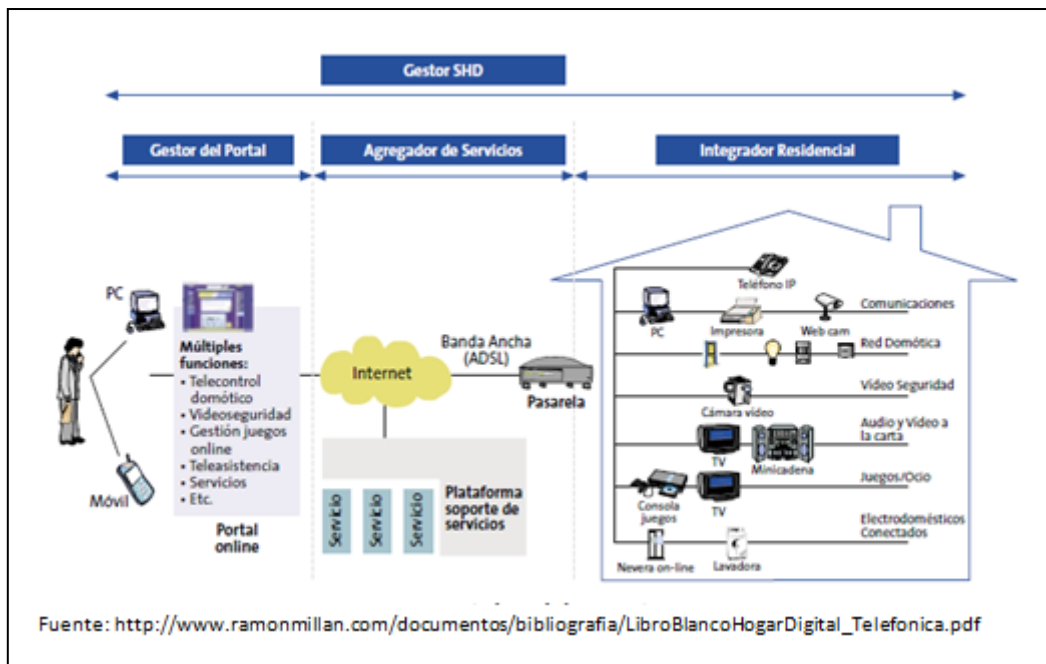 Gestor SHD
Gestor del Portal
Agregador de Servicios
Integrador Residencial
PC
Múltiples
funciones:
• Telecontrol
domótico
• Videoseguridad
• Gestión juegos
online
• Teleasistencia
• Servicios
• Etc.
Móvil
Portal
online
Internet
Banda Ancha
(ADSL)
Pasarela
Servicio
Servicio
Servicio
Plataforma
soporte de
servicios
Teléfono IP
PC
Impresora
Web cam
Comunicaciones
Red Domótica
Vídeo Seguridad
Cámara vídeo
Audio y Vídeo a
la carta
TV
Minicadena
Juegos/Ocio
Consola
juegos
TV
Electrodomésticos
Conectados
Nevera on-line
Lavadora
Fuente: http://www.ramonmillan.com/documentos/bibliografia/LibroBlancoHogarDigital_Telefonica.pdf